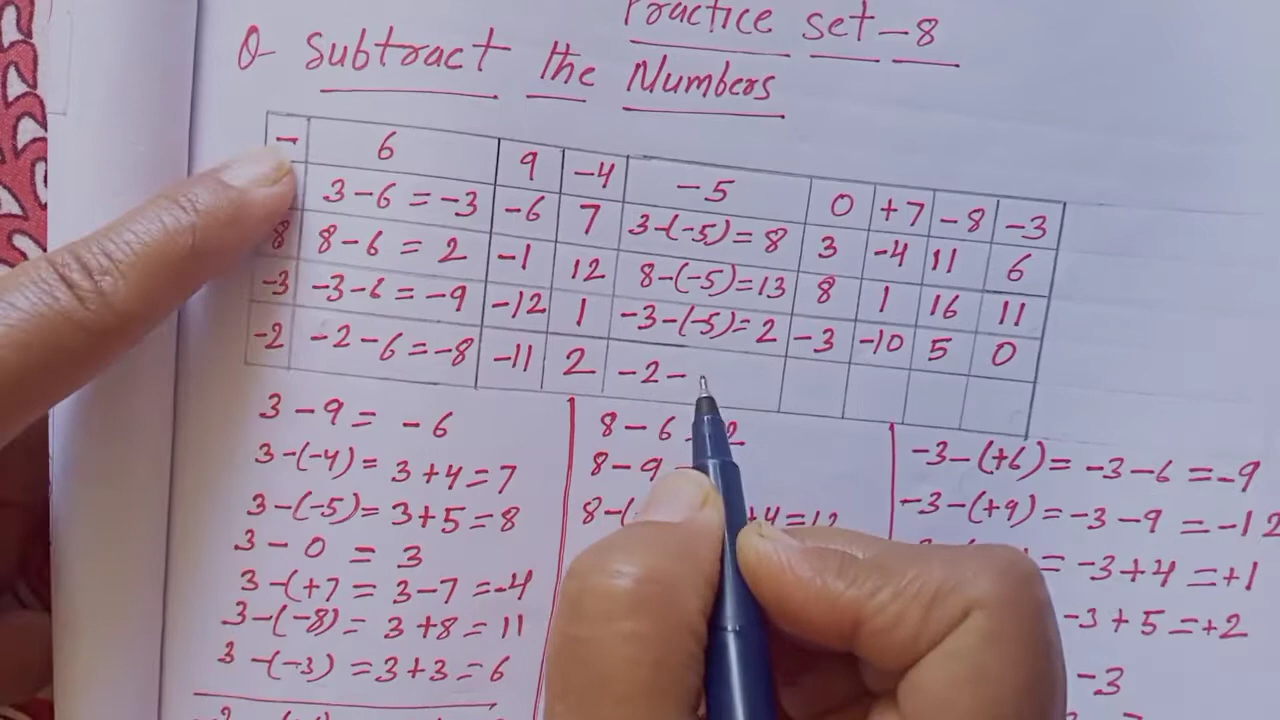 Practice set-8
Q- Subtract the Numbers
- 6 9 -4 -5 0 +7 -8 -3
3-6=-3 -6 7 3-(-5)=8 3 -4 11 6
8 8-6=2 -1 12 8-(-5)=13 8 1 16 11
-3 -3-6=-9 -12 1 -3-(-5)=2 -3 -10 5 0
-2 -2-6=-8 -11 2 -2-
3-9=-6
3-(-4)=3+4=7
3-(-5)=3+5=8
3-0=3
3-(+7=3-7=-4
3-(-8)=3+8=11
3-(-3)=3+3=6
8-6 2
8-9
8-( +4=12
-3-(+6)=-3-6=-9
-3-(+9)=-3-9=-12
=-3+4=+1
-3+5=+2
-3